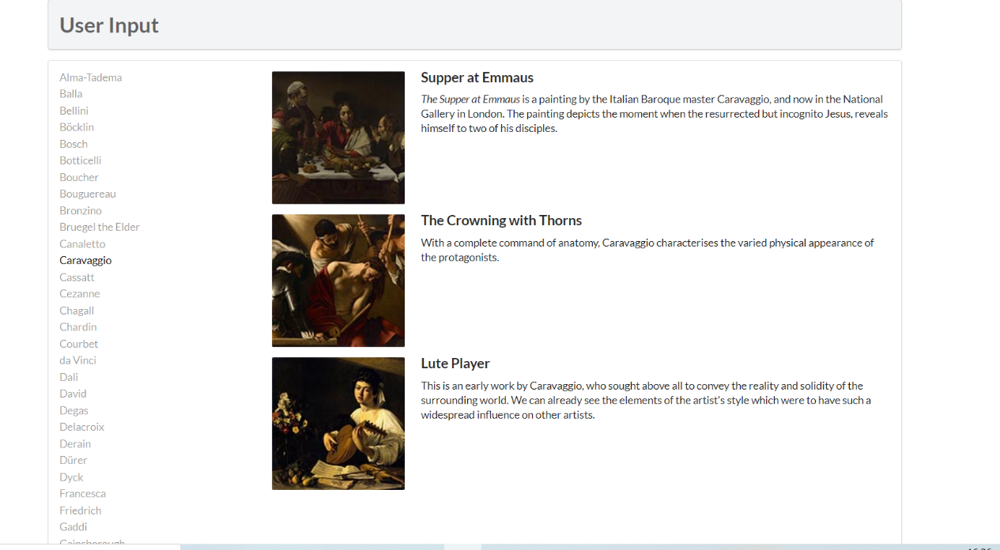 User Input
Alma-Tadema
Balla
Bellini
Böcklin
Bosch
Botticelli
Boucher
Bouguereau
Bronzino
Bruegel the Elder
Canaletto
Caravaggio
Cassatt
Cezanne
Chagall
Chardin
Courbet
da Vinci
Dali
David
Degas
Delacroix
Derain
Dürer
Dyck
Francesca
Friedrich
Gaddi
Gainsborough
Supper at Emmaus
The Supper at Emmaus is a painting by the Italian Baroque master Caravaggio, and now in the National
Gallery in London. The painting depicts the moment when the resurrected but incognito Jesus, reveals
himself to two of his disciples.
The Crowning with Thorns
With a complete command of anatomy, Caravaggio characterises the varied physical appearance of
the protagonists.
Lute Player
This is an early work by Caravaggio, who sought above all to convey the reality and solidity of the
surrounding world. We can already see the elements of the artist's style which were to have such a
widespread influence on other artists.